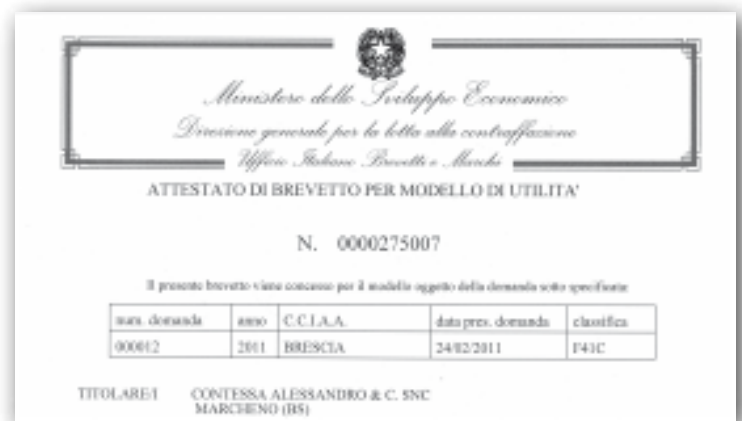 Ministero dello Sviluppo Economico
Direzione generale per la lotta alla contraffazione
Ufficio Italiano Brevetti e Marchi
ATTESTATO DI BREVETTO PER MODELLO DI UTILITA'
N. 0000275007
Il presente brevetto viene concesso per il modello oggetto della domanda sotto specificata:
num. domanda anno C.C.I.A.A. data pres. domanda classifica
000012 2011 BRESCIA 24/02/2011 F41C
TITOLARE/I CONTESSA ALESSANDRO & C. SNC
MARCHENO (BS)